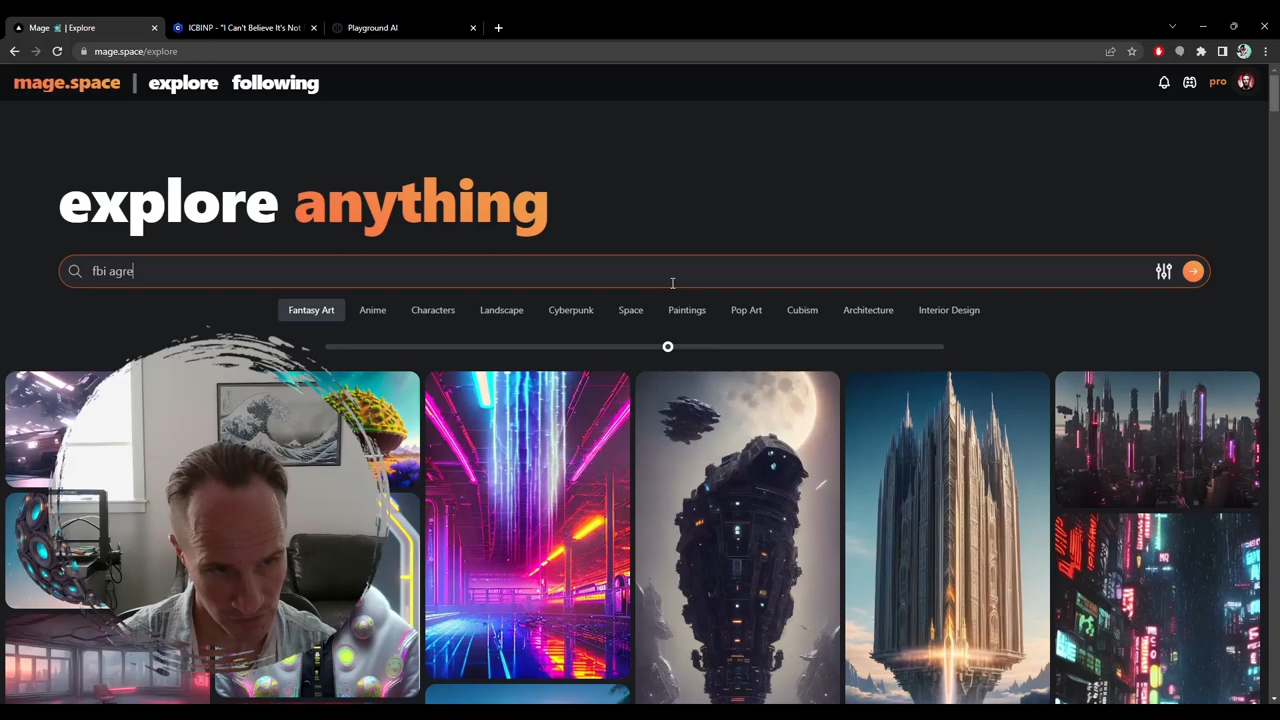 Mage | Explore
ICBINP - "I Can't Believe It's Not
Playground AI
mage.space/explore
mage.space | explore following
pro
explore anything
fbi agre
Fantasy Art Anime Characters Landscape Cyberpunk Space Paintings Pop Art Cubism Architecture Interior Design